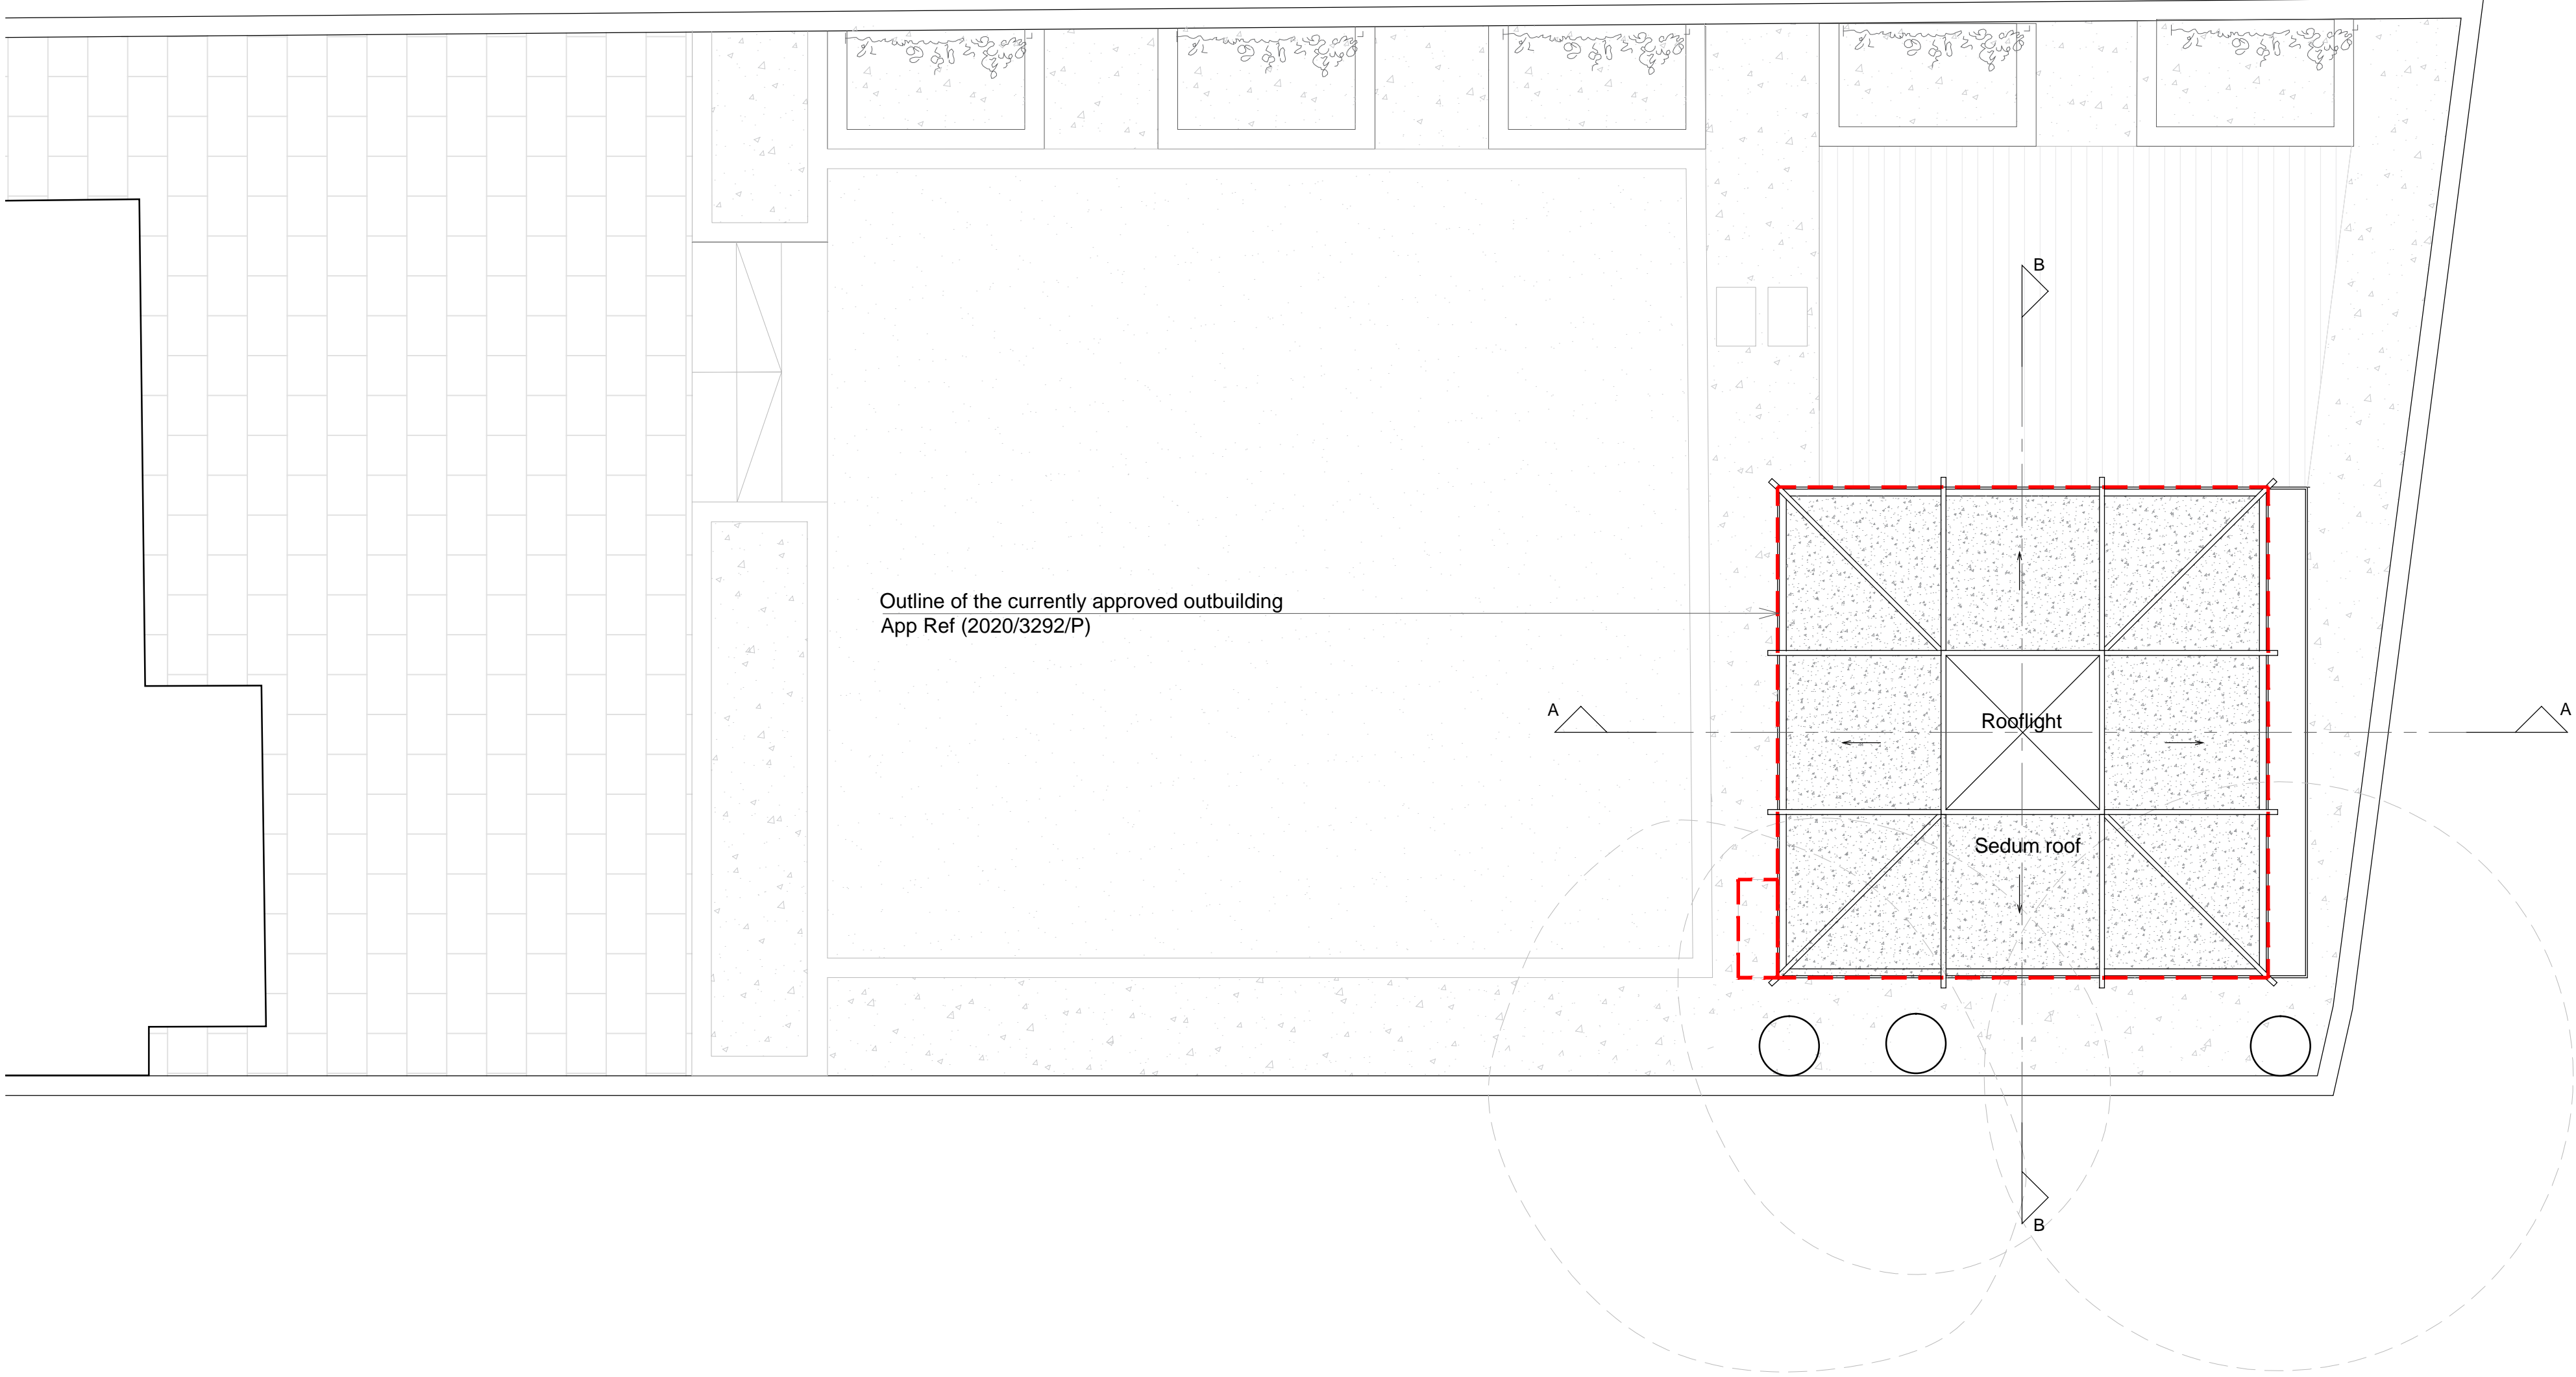 B
Outline of the currently approved outbuilding
App Ref (2020/3292/P)
A
A
Rooflight
Sedum roof
B